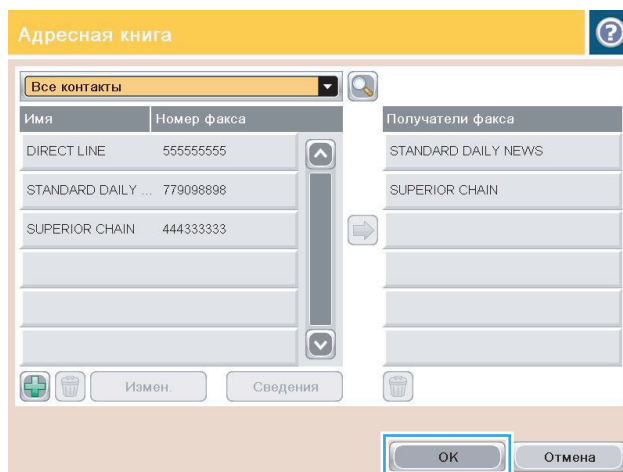 Адресная книга
?
Все контакты
Имя Номер факса Получатели факса
DIRECT LINE 555555555 STANDARD DAILY NEWS
STANDARD DAILY ... 779098898 SUPERIOR CHAIN
SUPERIOR CHAIN 444333333
Измен. Сведения
OK Отмена